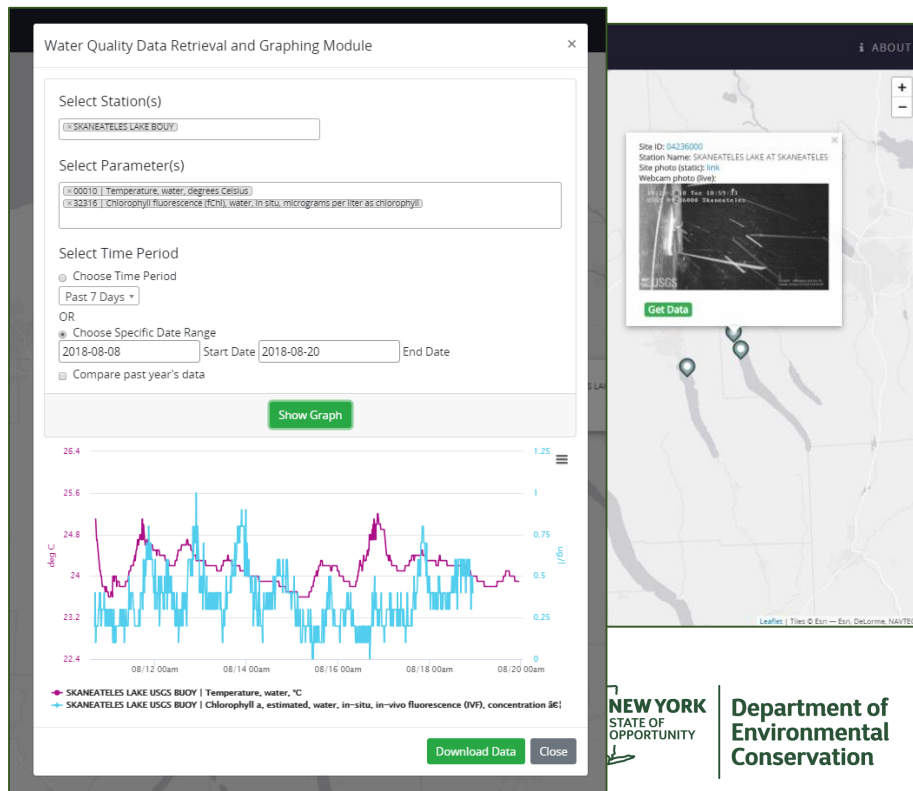 Water Quality Data Retrieval and Graphing Module ×
Select Station(s)
× SKANEATELES LAKE BOUY
Select Parameter(s)
× 00010 | Temperature, water, degrees Celsius
× 32316 | Chlorophyll fluorescence (fChl), water, in situ, micrograms per liter as chlorophyll
Select Time Period
Choose Time Period
Past 7 Days
OR
Choose Specific Date Range
2018-08-08 Start Date 2018-08-20 End Date
Compare past year's data
Show Graph
26.4 1.25
25.6 1
24.8 0.75
24 0.5
23.2 0.25
22.4 0
deg C
ug/l
08/12 00am 08/14 00am 08/16 00am 08/18 00am 08/20 00am
SKANEATELES LAKE USGS BUOY | Temperature, water, °C
SKANEATELES LAKE USGS BUOY | Chlorophyll a, estimated, water, in-situ, in-vivo fluorescence (IVF), concentration â€¦
Download Data Close
ABOUT
+
−
×
Site ID: 04236000
Station Name: SKANEATELES LAKE AT SKANEATELES
Site photo (static): link
Webcam photo (live):
Tue 18:59:
Skaneateles
USGS
Get Data
Leaflet | Tiles © Esri — Esri, DeLorme, NAVTEQ
NEW YORK
STATE OF
OPPORTUNITY
Department of
Environmental
Conservation